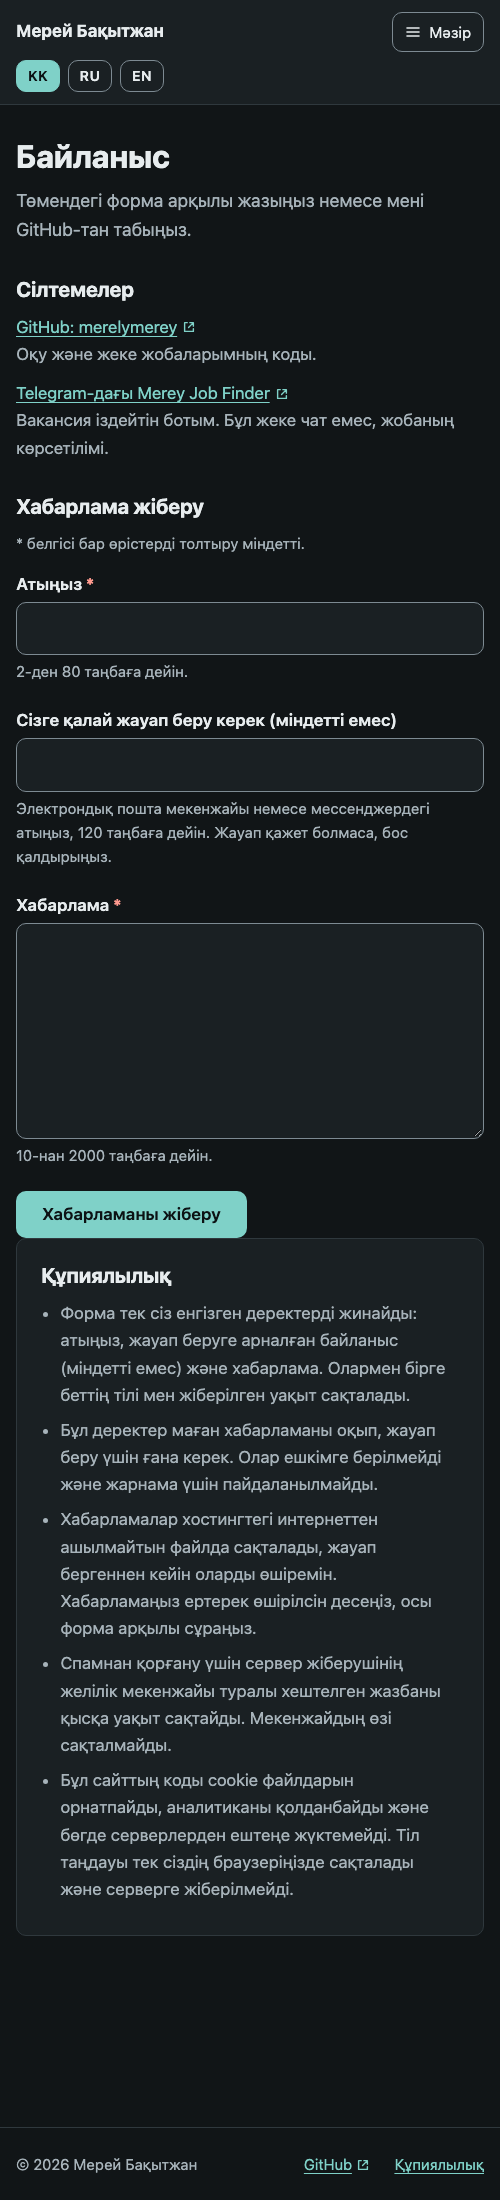 Мерей Бақытжан
Мәзір
KK
RU
EN
Байланыс
Төмендегі форма арқылы жазыңыз немесе мені
GitHub-тан табыңыз.
Сілтемелер
GitHub: merelymerey
Оқу және жеке жобаларымның коды.
Telegram-дағы Merey Job Finder
Вакансия іздейтін ботым. Бұл жеке чат емес, жобаның
көрсетілімі.
Хабарлама жіберу
* белгісі бар өрістерді толтыру міндетті.
Атыңыз *
2-ден 80 таңбаға дейін.
Сізге қалай жауап беру керек (міндетті емес)
Электрондық пошта мекенжайы немесе мессенджердегі
атыңыз, 120 таңбаға дейін. Жауап қажет болмаса, бос
қалдырыңыз.
Хабарлама *
10-нан 2000 таңбаға дейін.
Хабарламаны жіберу
Құпиялылық
• Форма тек сіз енгізген деректерді жинайды:
атыңыз, жауап беруге арналған байланыс
(міндетті емес) және хабарлама. Олармен бірге
беттің тілі мен жіберілген уақыт сақталады.
• Бұл деректер маған хабарламаны оқып, жауап
беру үшін ғана керек. Олар ешкімге берілмейді
және жарнама үшін пайдаланылмайды.
• Хабарламалар хостингтегі интернеттен
ашылмайтын файлда сақталады, жауап
бергеннен кейін оларды өшіремін.
Хабарламаңыз ертерек өшірілсін десеңіз, осы
форма арқылы сұраңыз.
• Спамнан қорғану үшін сервер жіберушінің
желілік мекенжайы туралы хештелген жазбаны
қысқа уақыт сақтайды. Мекенжайдың өзі
сақталмайды.
• Бұл сайттың коды cookie файлдарын
орнатпайды, аналитиканы қолданбайды және
бөгде серверлерден ештеңе жүктемейді. Тіл
таңдауы тек сіздің браузеріңізде сақталады
және серверге жіберілмейді.
© 2026 Мерей Бақытжан
GitHub
Құпиялылық